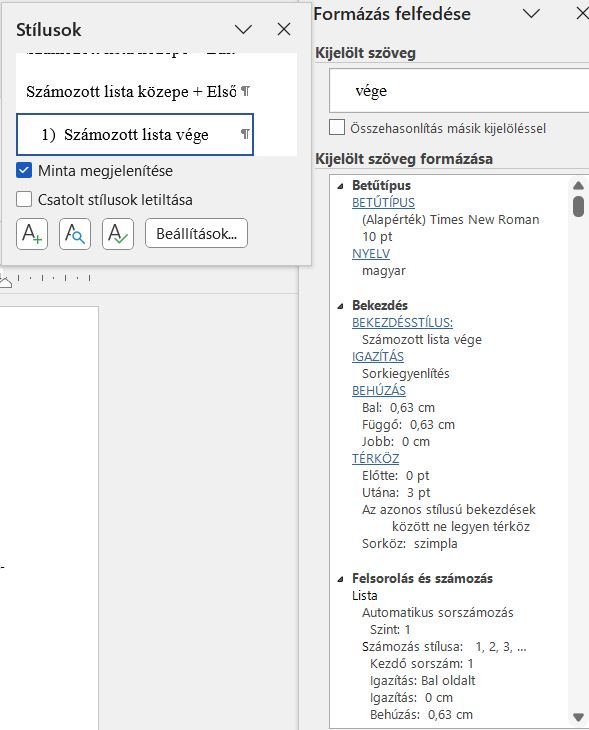 Stílusok
Számozott lista közepe + Első ¶
1) Számozott lista vége ¶
Minta megjelenítése
Csatolt stílusok letiltása
Beállítások...
Formázás felfedése
Kijelölt szöveg
vége
Összehasonlítás másik kijelöléssel
Kijelölt szöveg formázása
Betűtípus
BETŰTÍPUS
(Alapérték) Times New Roman
10 pt
NYELV
magyar
Bekezdés
BEKEZDÉSSTÍLUS:
Számozott lista vége
IGAZÍTÁS
Sorkiegyenlítés
BEHÚZÁS
Bal: 0,63 cm
Függő: 0,63 cm
Jobb: 0 cm
TÉRKÖZ
Előtte: 0 pt
Utána: 3 pt
Az azonos stílusú bekezdések
között ne legyen térköz
Sorköz: szimpla
Felsorolás és számozás
Lista
Automatikus sorszámozás
Szint: 1
Számozás stílusa: 1, 2, 3, ...
Kezdő sorszám: 1
Igazítás: Bal oldalt
Igazítás: 0 cm
Behúzás: 0,63 cm